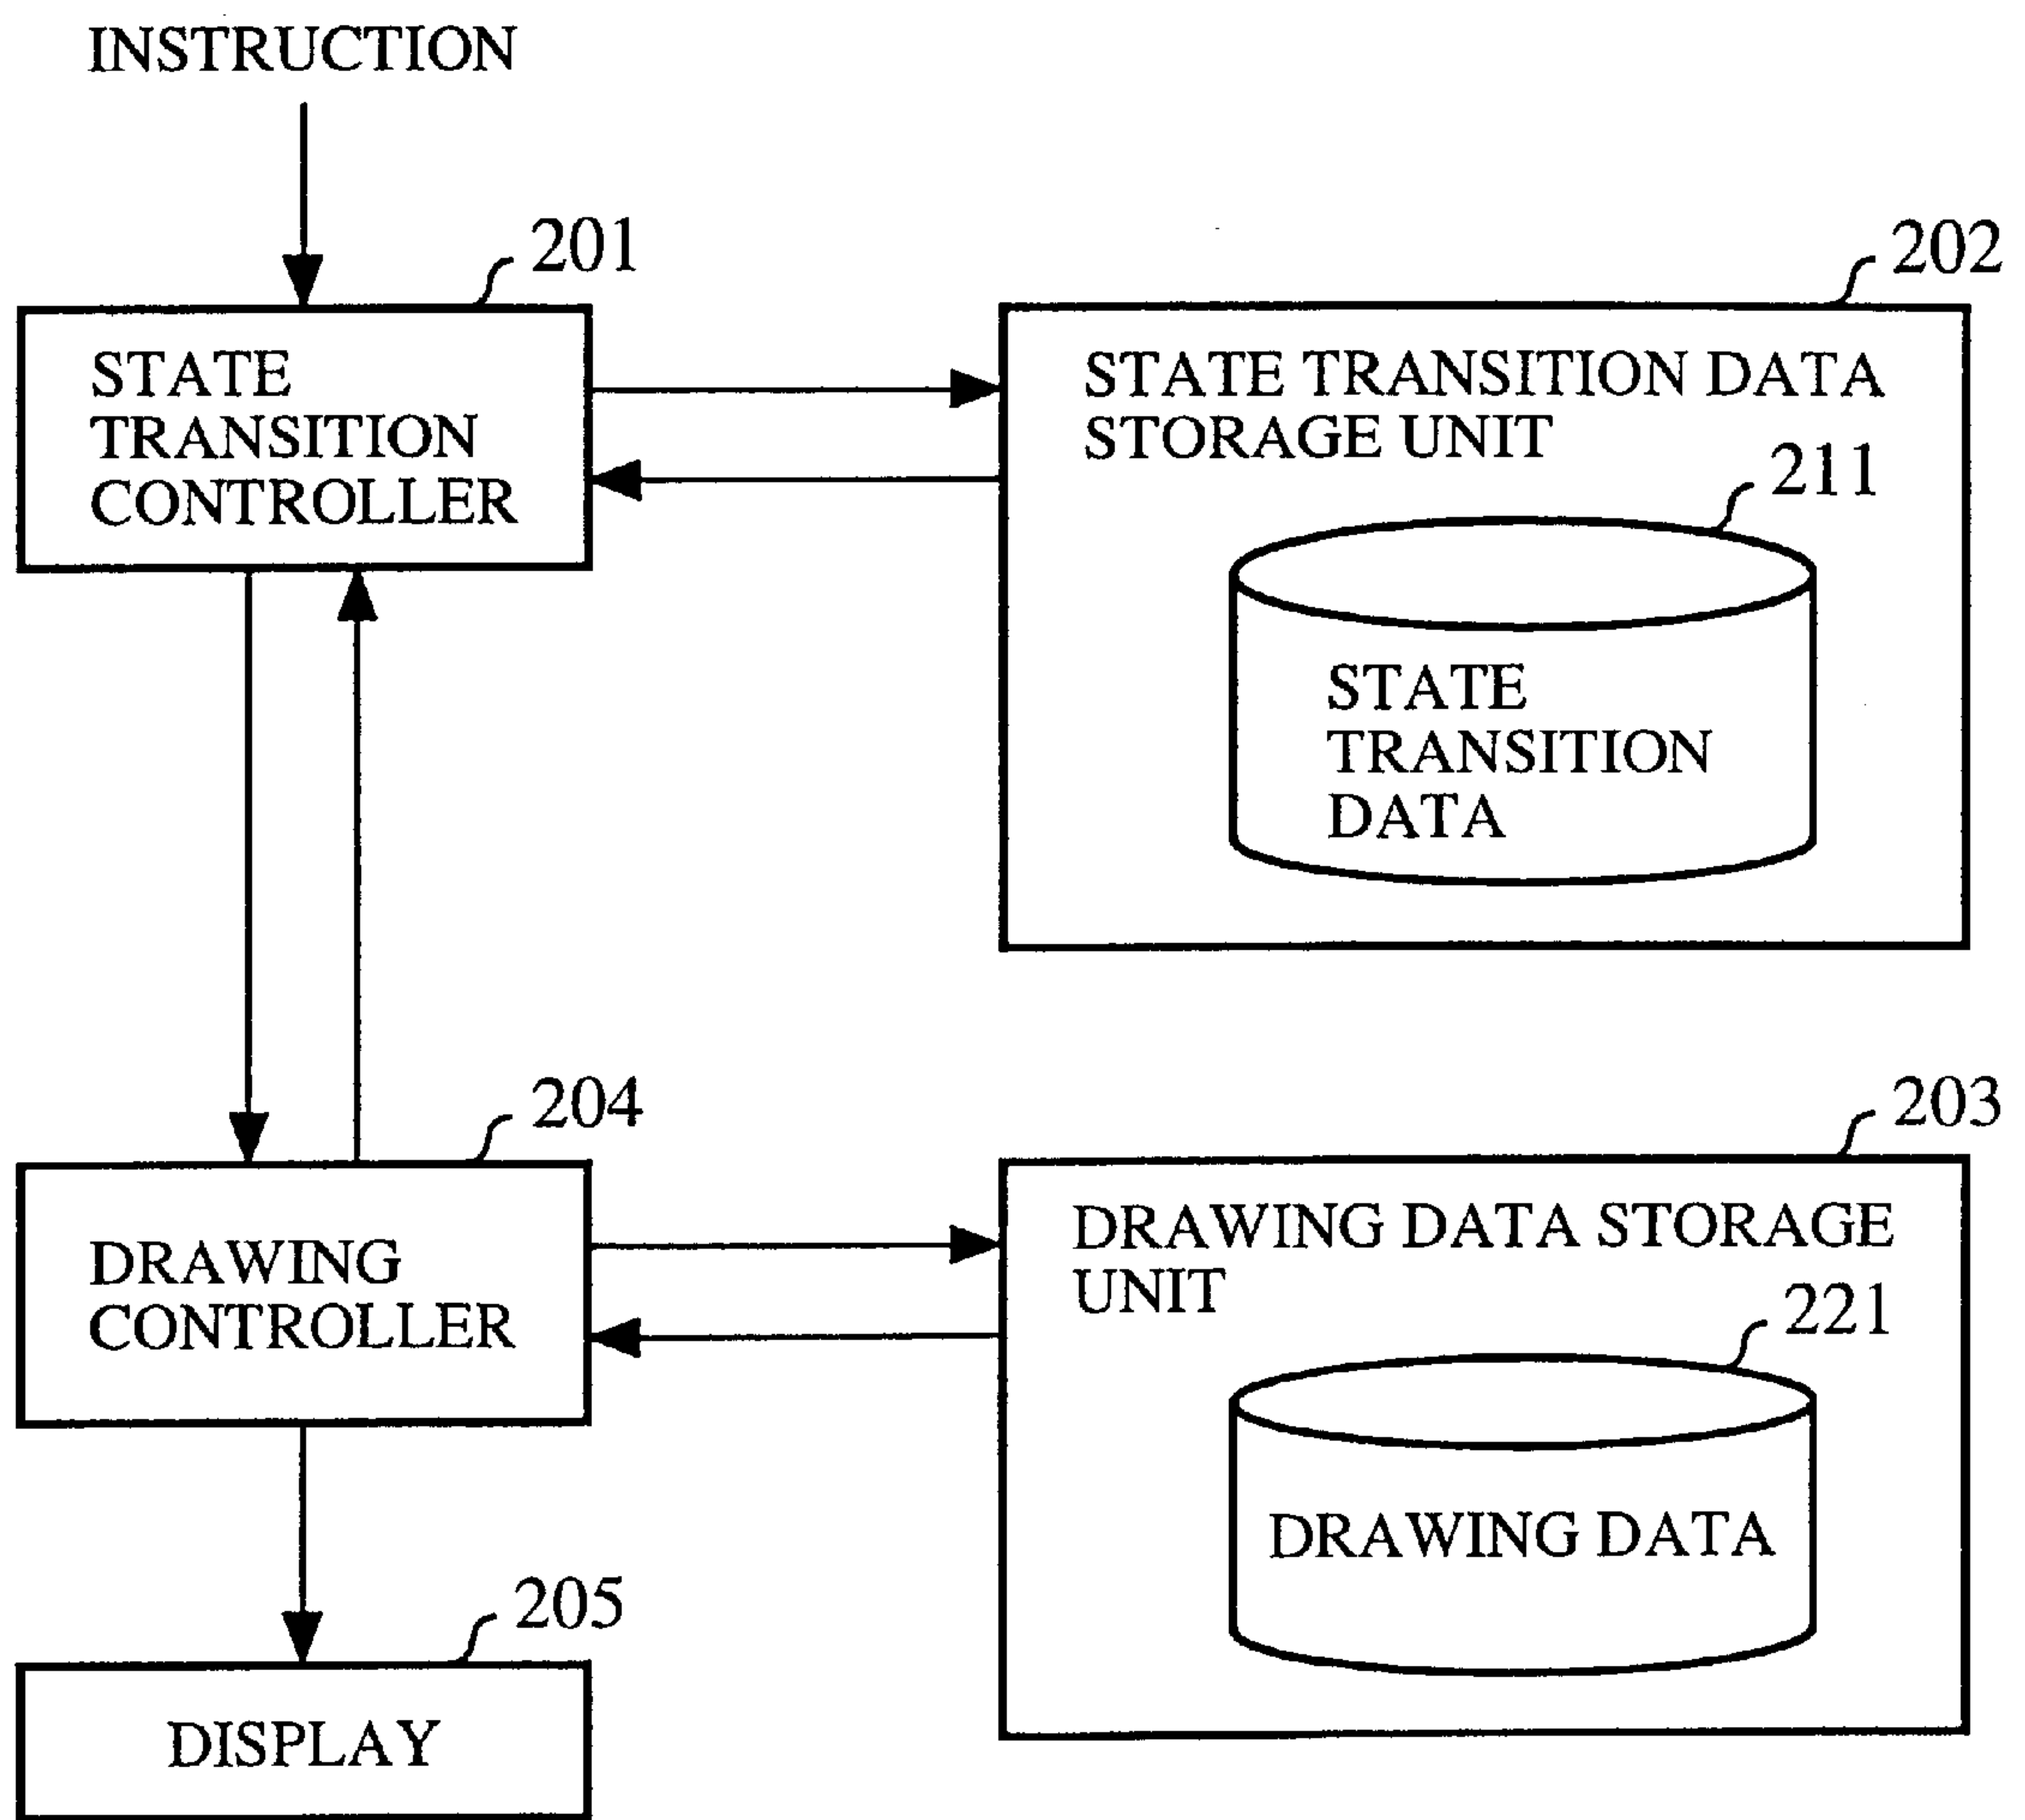 INSTRUCTION
201
STATE
TRANSITION
CONTROLLER
202
STATE TRANSITION DATA
STORAGE UNIT
211
STATE
TRANSITION
DATA
204
DRAWING
CONTROLLER
203
DRAWING DATA STORAGE
UNIT
221
DRAWING DATA
205
DISPLAY